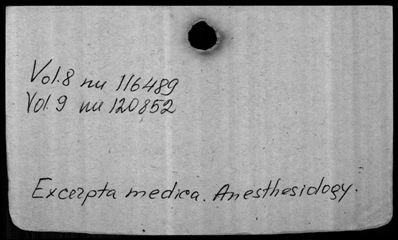 Vol. 8 nu 116489
Vol. 9 nu 120852
Excerpta medica. Anesthesiology.